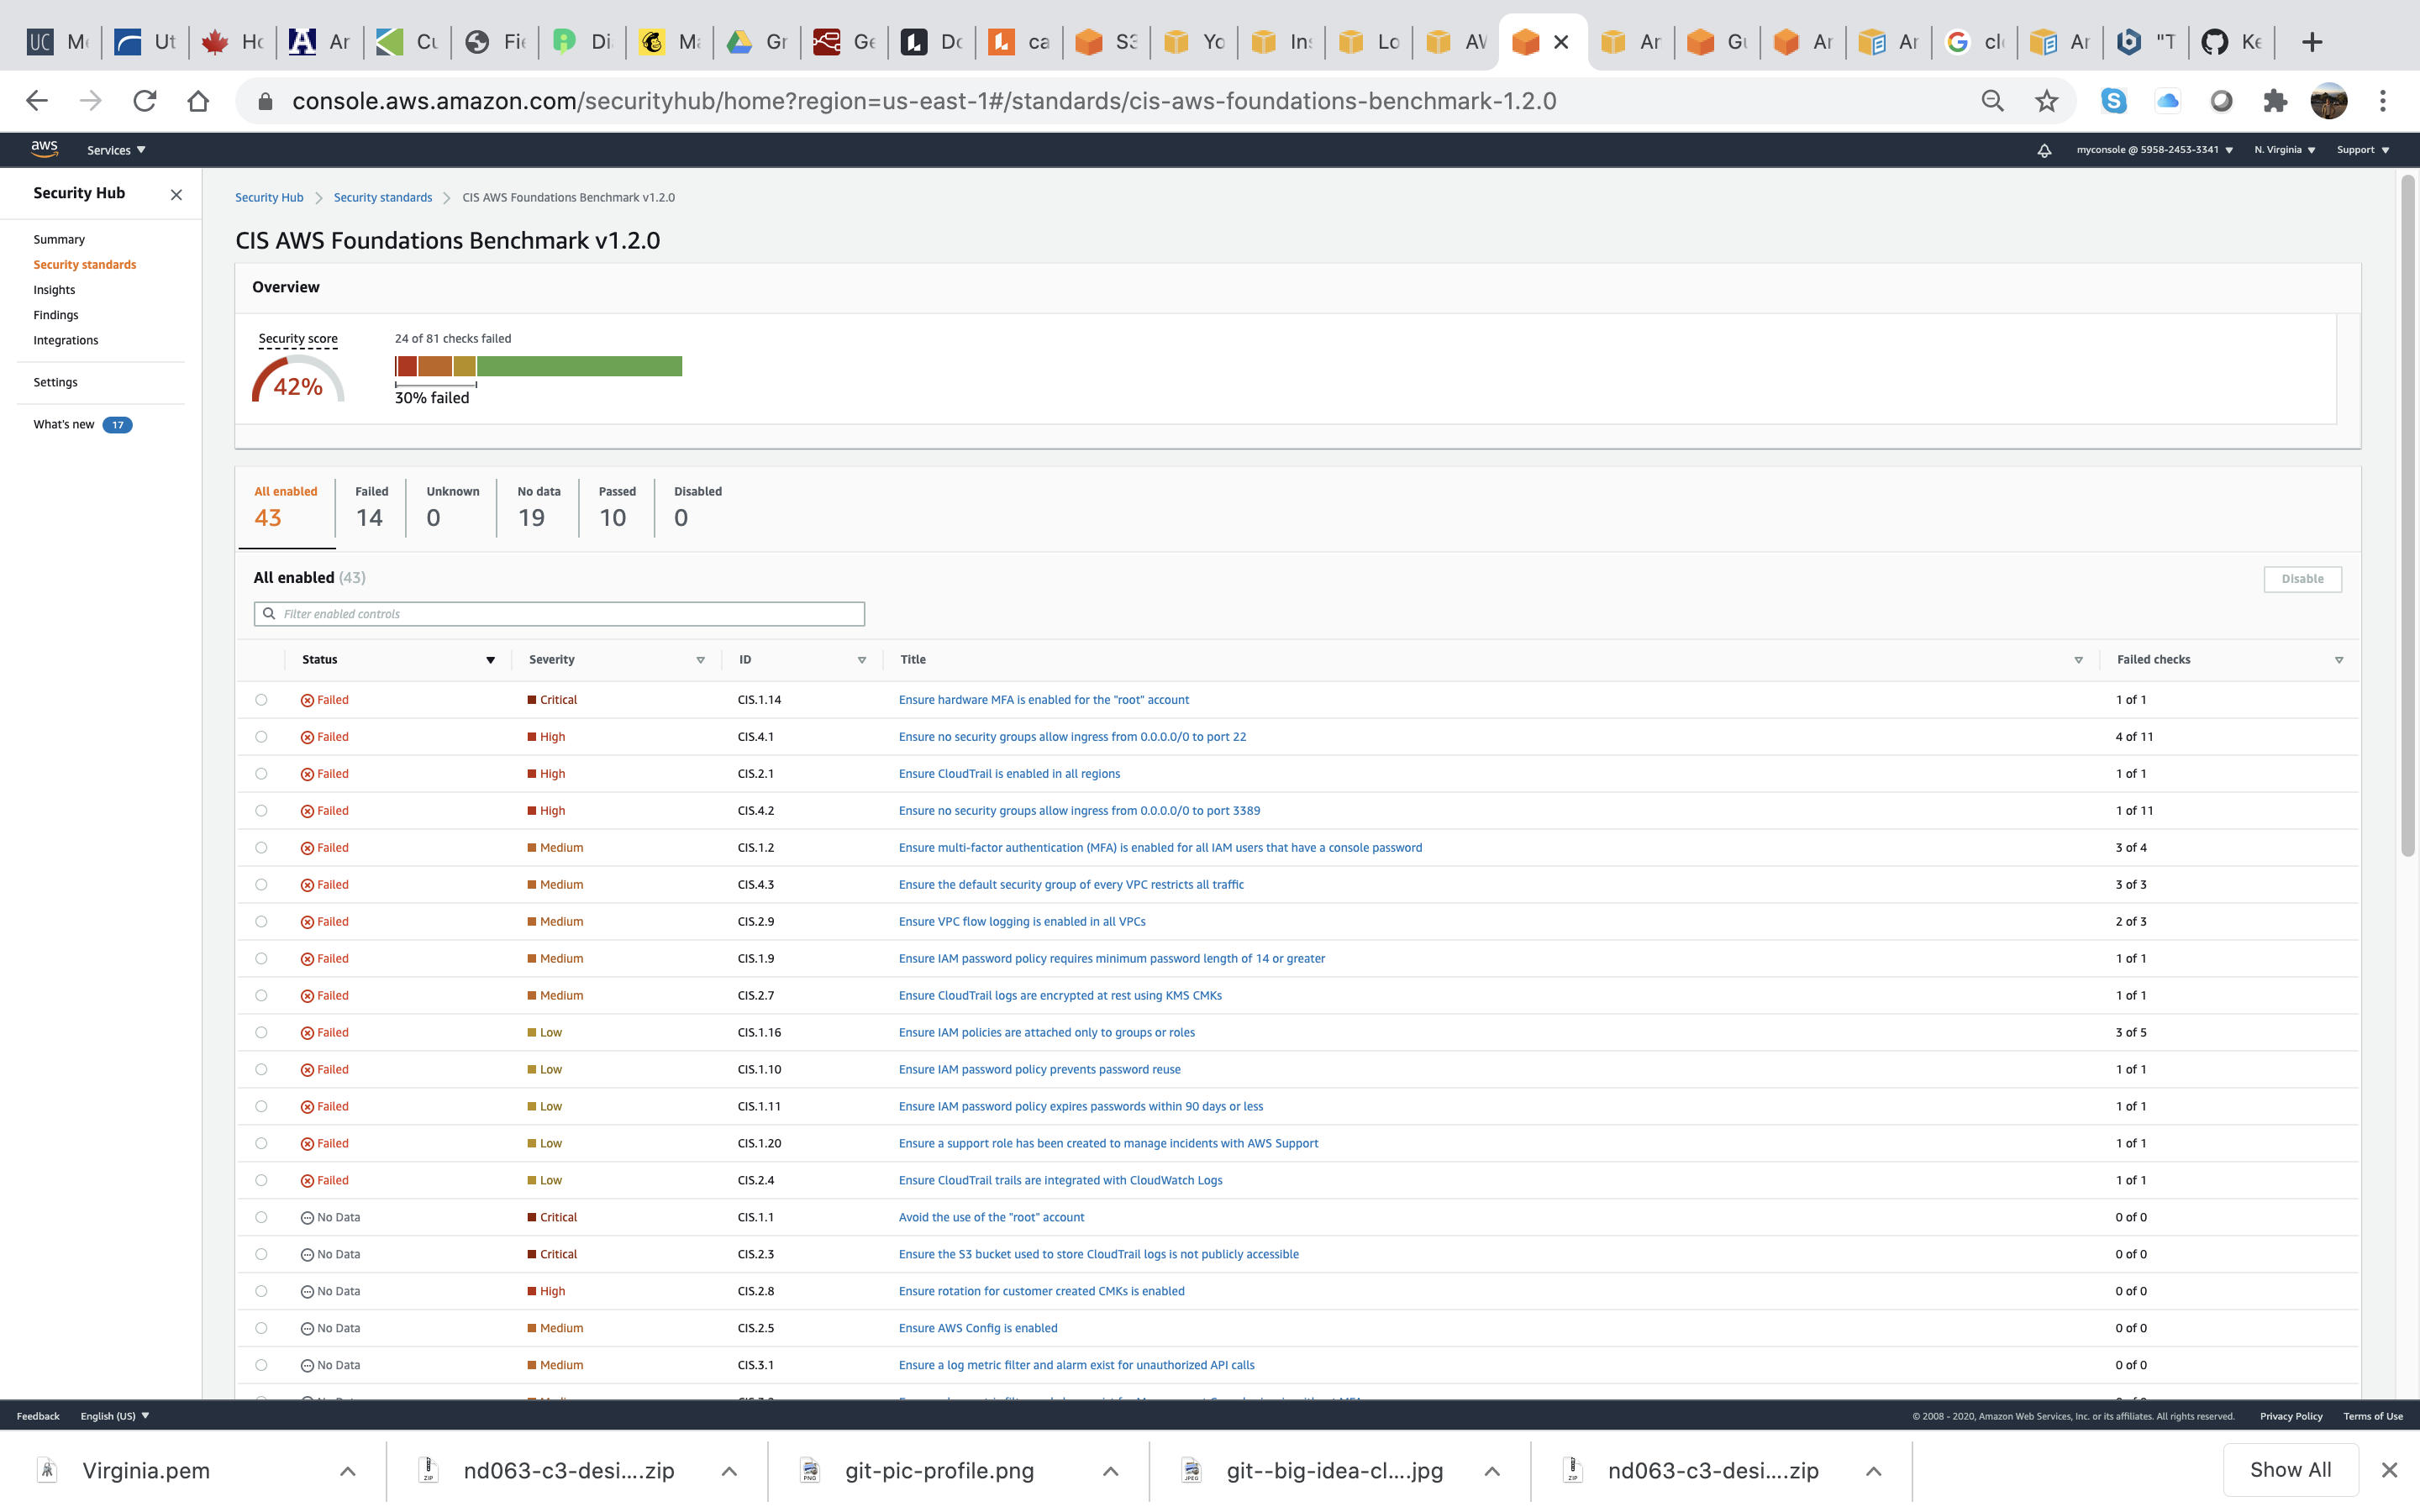 UC M Ut Ho Ar Cu Fi Di Ma Gr Ge Do ca S3 Yo In Lo AV Ar Gu Ar Ar cl Ar "T Ke
console.aws.amazon.com/securityhub/home?region=us-east-1#/standards/cis-aws-foundations-benchmark-1.2.0
aws Services myconsole @ 5958-2453-3341 N. Virginia Support
Security Hub
Summary
Security standards
Insights
Findings
Integrations
Settings
What's new 17
Security Hub Security standards CIS AWS Foundations Benchmark v1.2.0
CIS AWS Foundations Benchmark v1.2.0
Overview
Security score
42%
24 of 81 checks failed
30% failed
All enabled Failed Unknown No data Passed Disabled
43 14 0 19 10 0
All enabled (43) Disable
Filter enabled controls
Status Severity ID Title Failed checks
Failed Critical CIS.1.14 Ensure hardware MFA is enabled for the "root" account 1 of 1
Failed High CIS.4.1 Ensure no security groups allow ingress from 0.0.0.0/0 to port 22 4 of 11
Failed High CIS.2.1 Ensure CloudTrail is enabled in all regions 1 of 1
Failed High CIS.4.2 Ensure no security groups allow ingress from 0.0.0.0/0 to port 3389 1 of 11
Failed Medium CIS.1.2 Ensure multi-factor authentication (MFA) is enabled for all IAM users that have a console password 3 of 4
Failed Medium CIS.4.3 Ensure the default security group of every VPC restricts all traffic 3 of 3
Failed Medium CIS.2.9 Ensure VPC flow logging is enabled in all VPCs 2 of 3
Failed Medium CIS.1.9 Ensure IAM password policy requires minimum password length of 14 or greater 1 of 1
Failed Medium CIS.2.7 Ensure CloudTrail logs are encrypted at rest using KMS CMKs 1 of 1
Failed Low CIS.1.16 Ensure IAM policies are attached only to groups or roles 3 of 5
Failed Low CIS.1.10 Ensure IAM password policy prevents password reuse 1 of 1
Failed Low CIS.1.11 Ensure IAM password policy expires passwords within 90 days or less 1 of 1
Failed Low CIS.1.20 Ensure a support role has been created to manage incidents with AWS Support 1 of 1
Failed Low CIS.2.4 Ensure CloudTrail trails are integrated with CloudWatch Logs 1 of 1
No Data Critical CIS.1.1 Avoid the use of the "root" account 0 of 0
No Data Critical CIS.2.3 Ensure the S3 bucket used to store CloudTrail logs is not publicly accessible 0 of 0
No Data High CIS.2.8 Ensure rotation for customer created CMKs is enabled 0 of 0
No Data Medium CIS.2.5 Ensure AWS Config is enabled 0 of 0
No Data Medium CIS.3.1 Ensure a log metric filter and alarm exist for unauthorized API calls 0 of 0
Feedback English (US) © 2008 - 2020, Amazon Web Services, Inc. or its affiliates. All rights reserved. Privacy Policy Terms of Use
Virginia.pem nd063-c3-desi....zip git-pic-profile.png git--big-idea-cl....jpg nd063-c3-desi....zip Show All